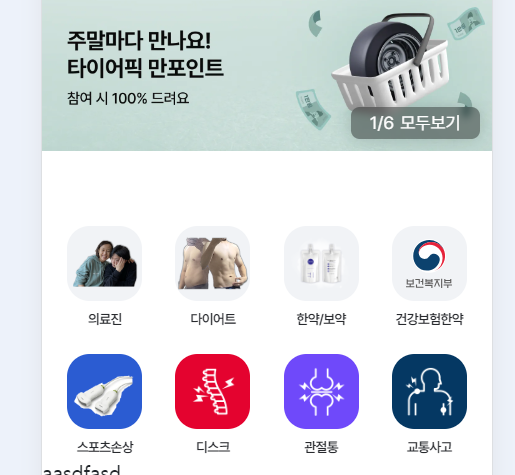 주말마다 만나요!
타이어픽 만포인트
참여 시 100% 드려요
1/6 모두보기
보건복지부
의료진
다이어트
한약/보약
건강보험한약
스포츠손상
디스크
관절통
교통사고
aasdfasd